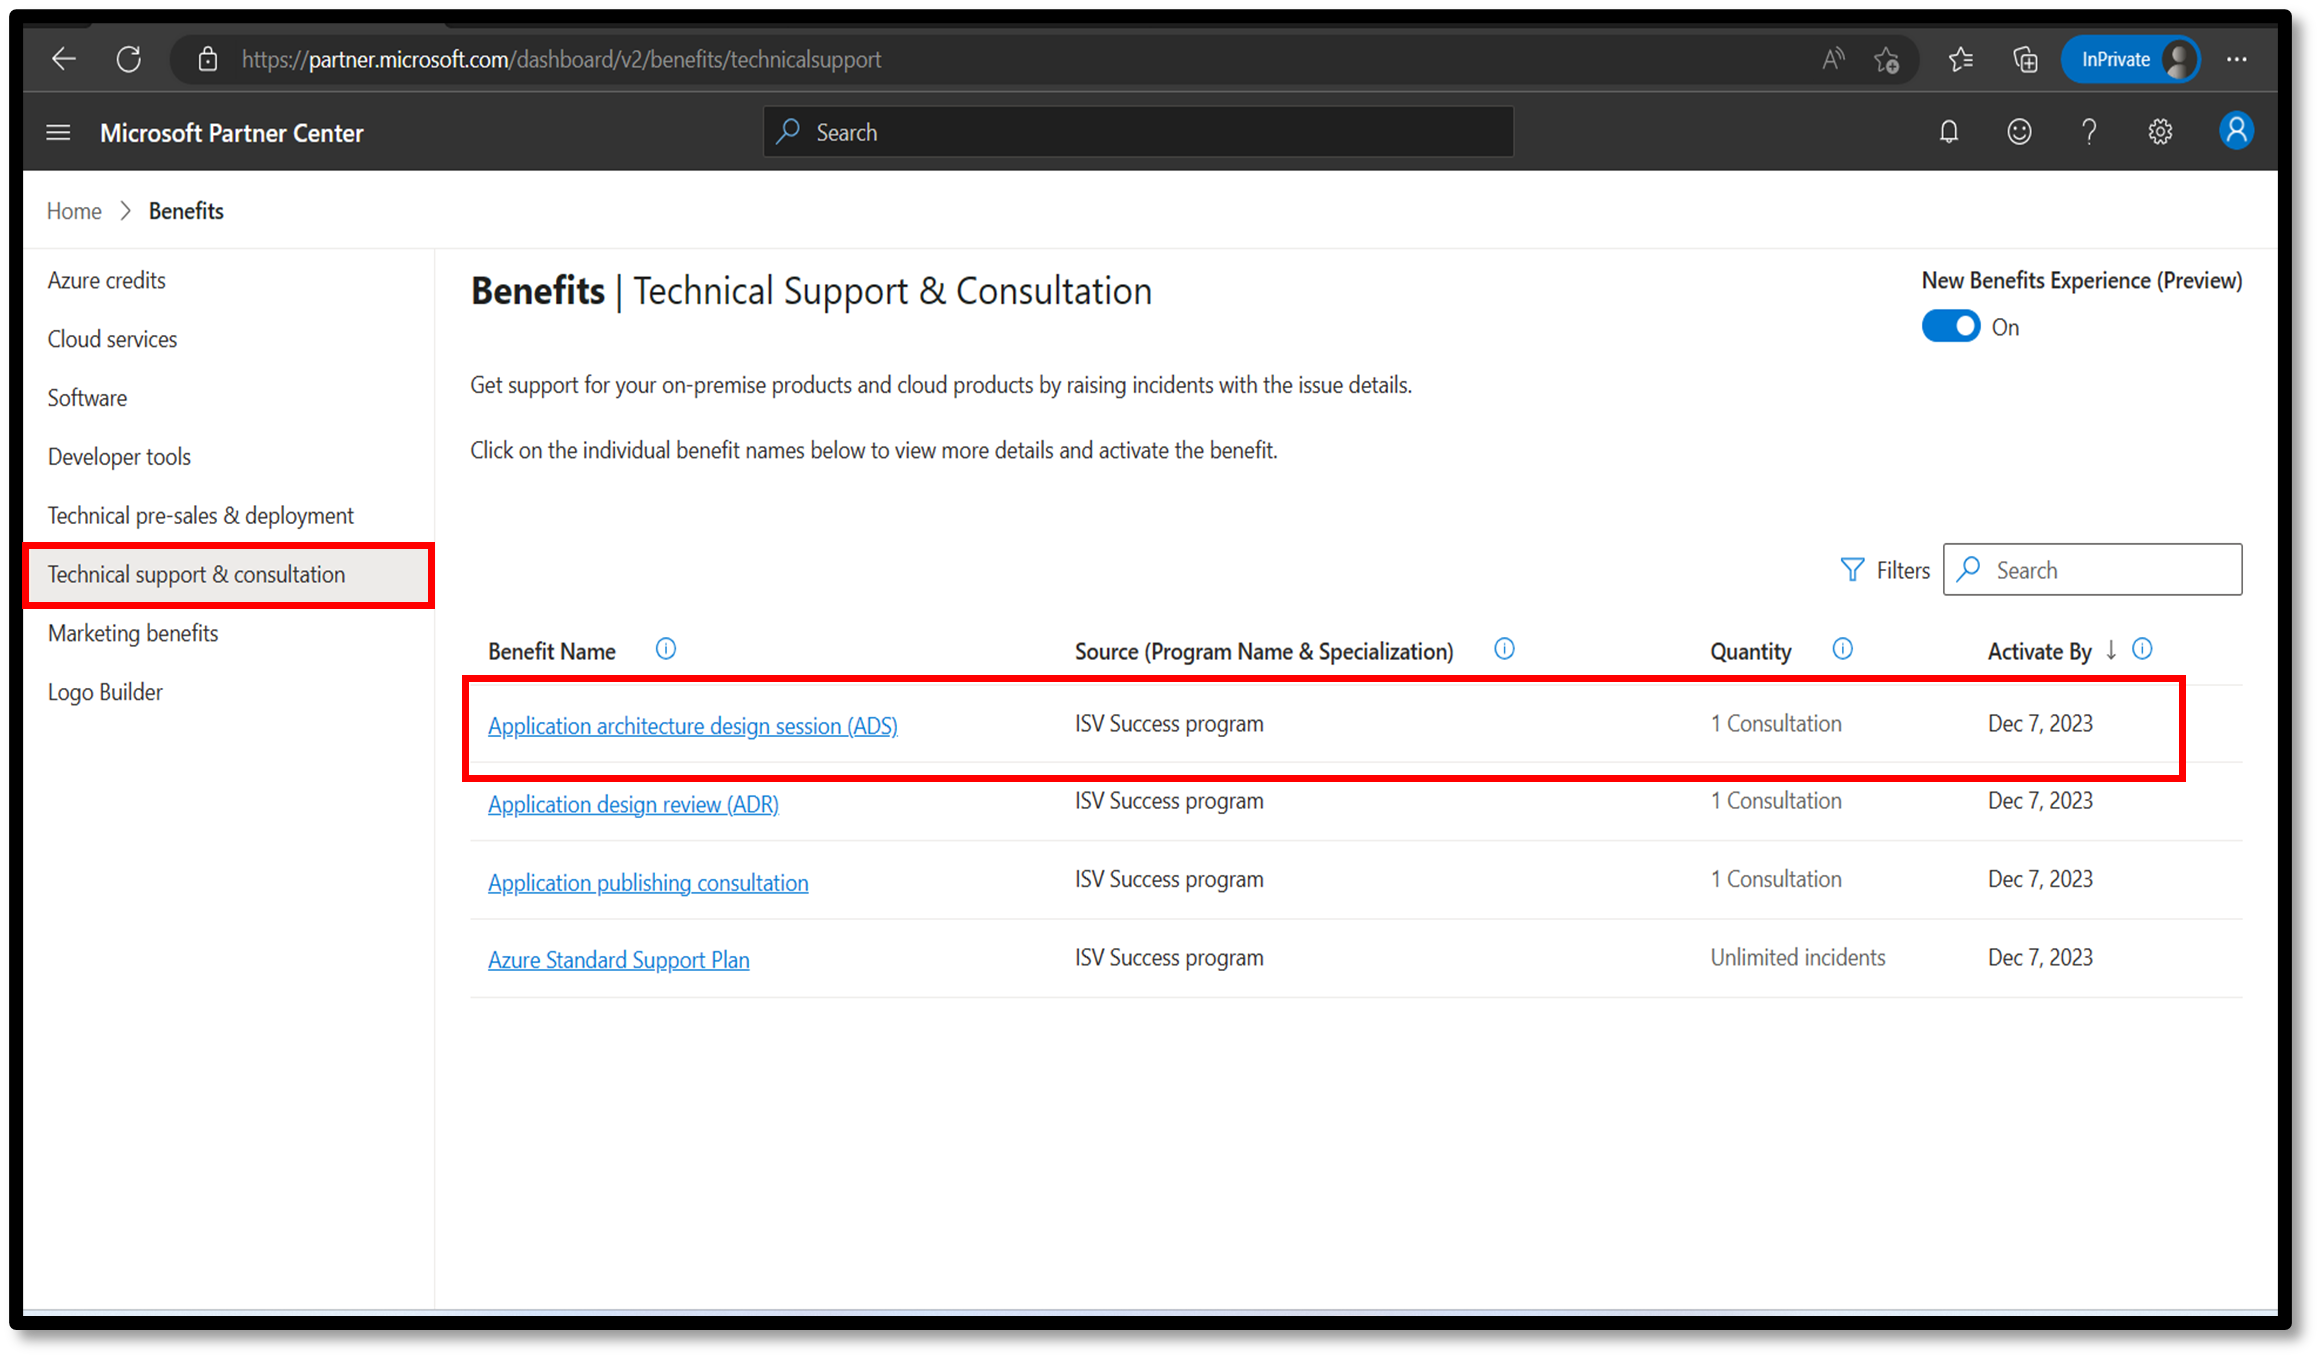 https://partner.microsoft.com/dashboard/v2/benefits/technicalsupport
InPrivate
Microsoft Partner Center
Search
Home > Benefits
Azure credits
Cloud services
Software
Developer tools
Technical pre-sales & deployment
Technical support & consultation
Marketing benefits
Logo Builder
Benefits | Technical Support & Consultation
New Benefits Experience (Preview)
On
Get support for your on-premise products and cloud products by raising incidents with the issue details.
Click on the individual benefit names below to view more details and activate the benefit.
Filters
Search
Benefit Name Source (Program Name & Specialization) Quantity Activate By ↓
Application architecture design session (ADS) ISV Success program 1 Consultation Dec 7, 2023
Application design review (ADR) ISV Success program 1 Consultation Dec 7, 2023
Application publishing consultation ISV Success program 1 Consultation Dec 7, 2023
Azure Standard Support Plan ISV Success program Unlimited incidents Dec 7, 2023